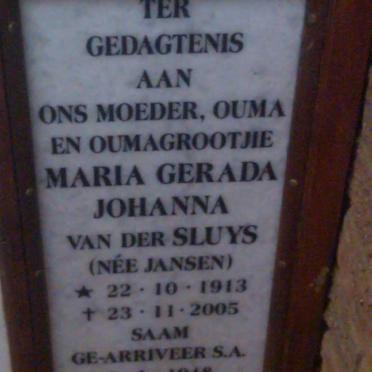 TER
GEDAGTENIS
AAN
ONS MOEDER, OUMA
EN OUMAGROOTJIE
MARIA GERADA
JOHANNA
VAN DER SLUYS
(NÉE JANSEN)
★ 22 · 10 · 1913
✝ 23 · 11 · 2005
SAAM
GE-ARRIVEER S.A.